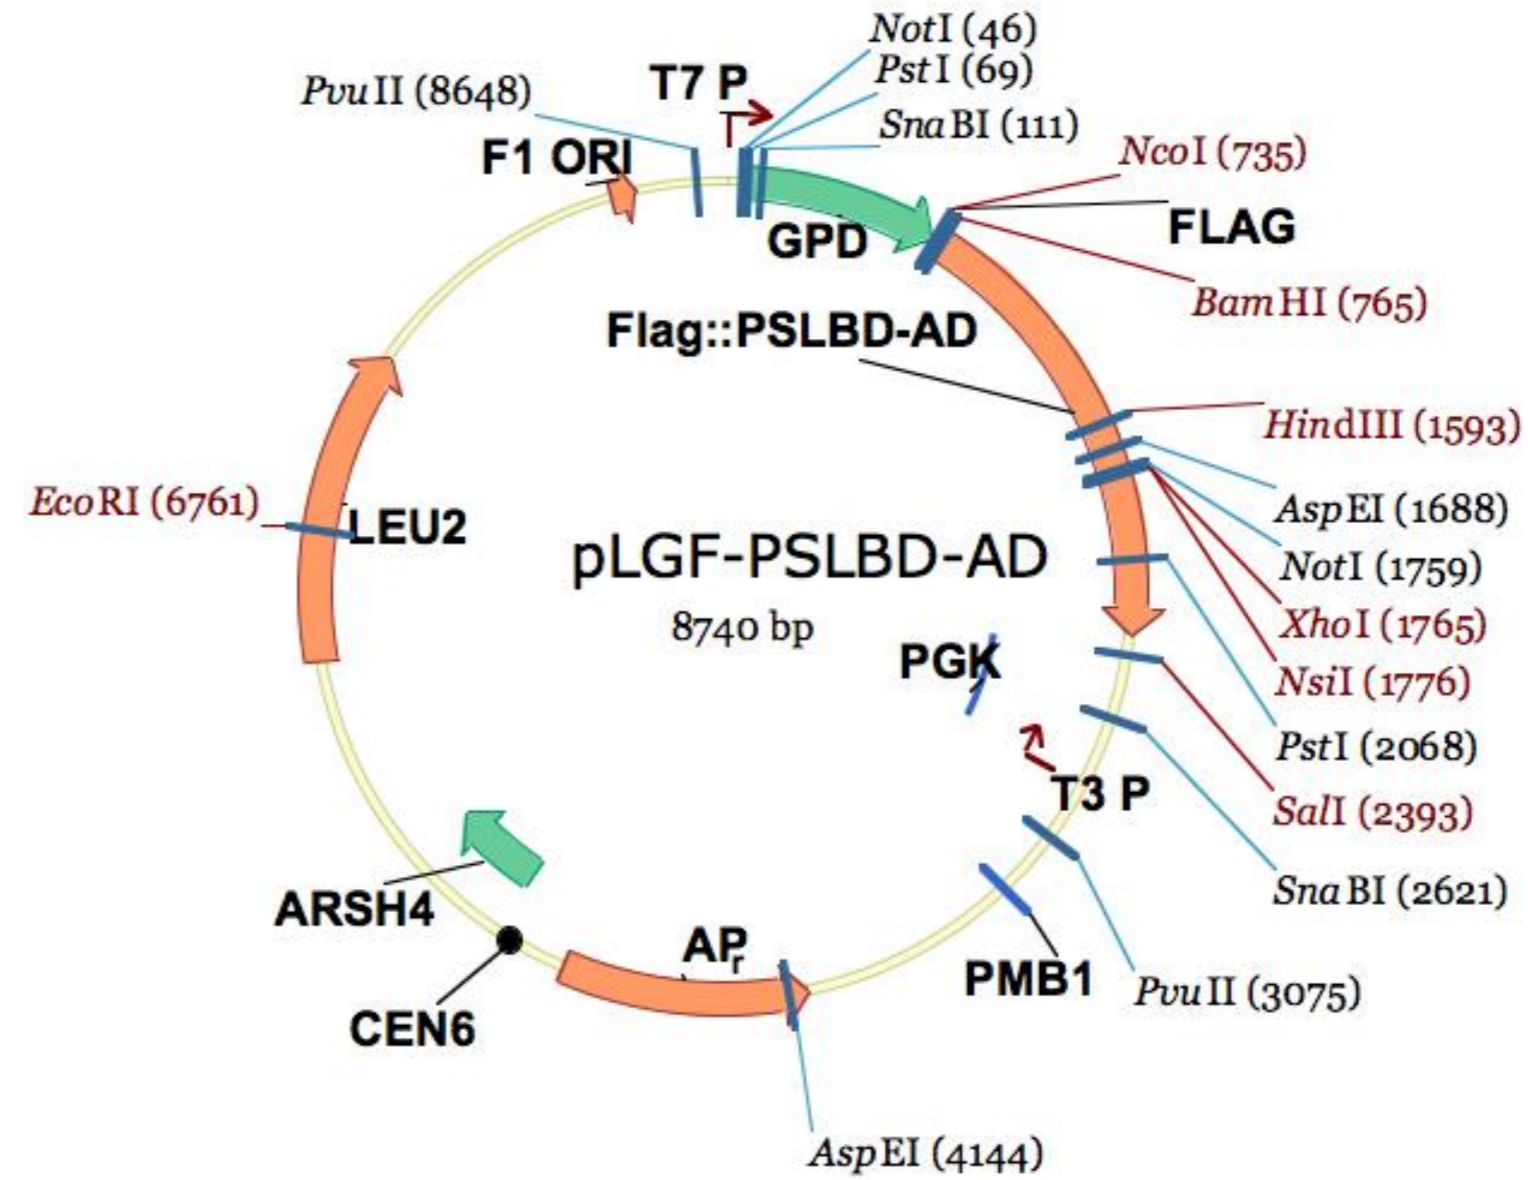 NotI (46)
T7 P
PstI (69)
PvuII (8648)
SnaBI (111)
F1 ORI
NcoI (735)
FLAG
GPD
BamHI (765)
Flag::PSLBD-AD
HindIII (1593)
EcoRI (6761)
LEU2
AspEI (1688)
pLGF-PSLBD-AD
NotI (1759)
8740 bp
XhoI (1765)
PGK
NsiI (1776)
PstI (2068)
T3 P
SalI (2393)
SnaBI (2621)
ARSH4
APr
PMB1
PvuII (3075)
CEN6
AspEI (4144)